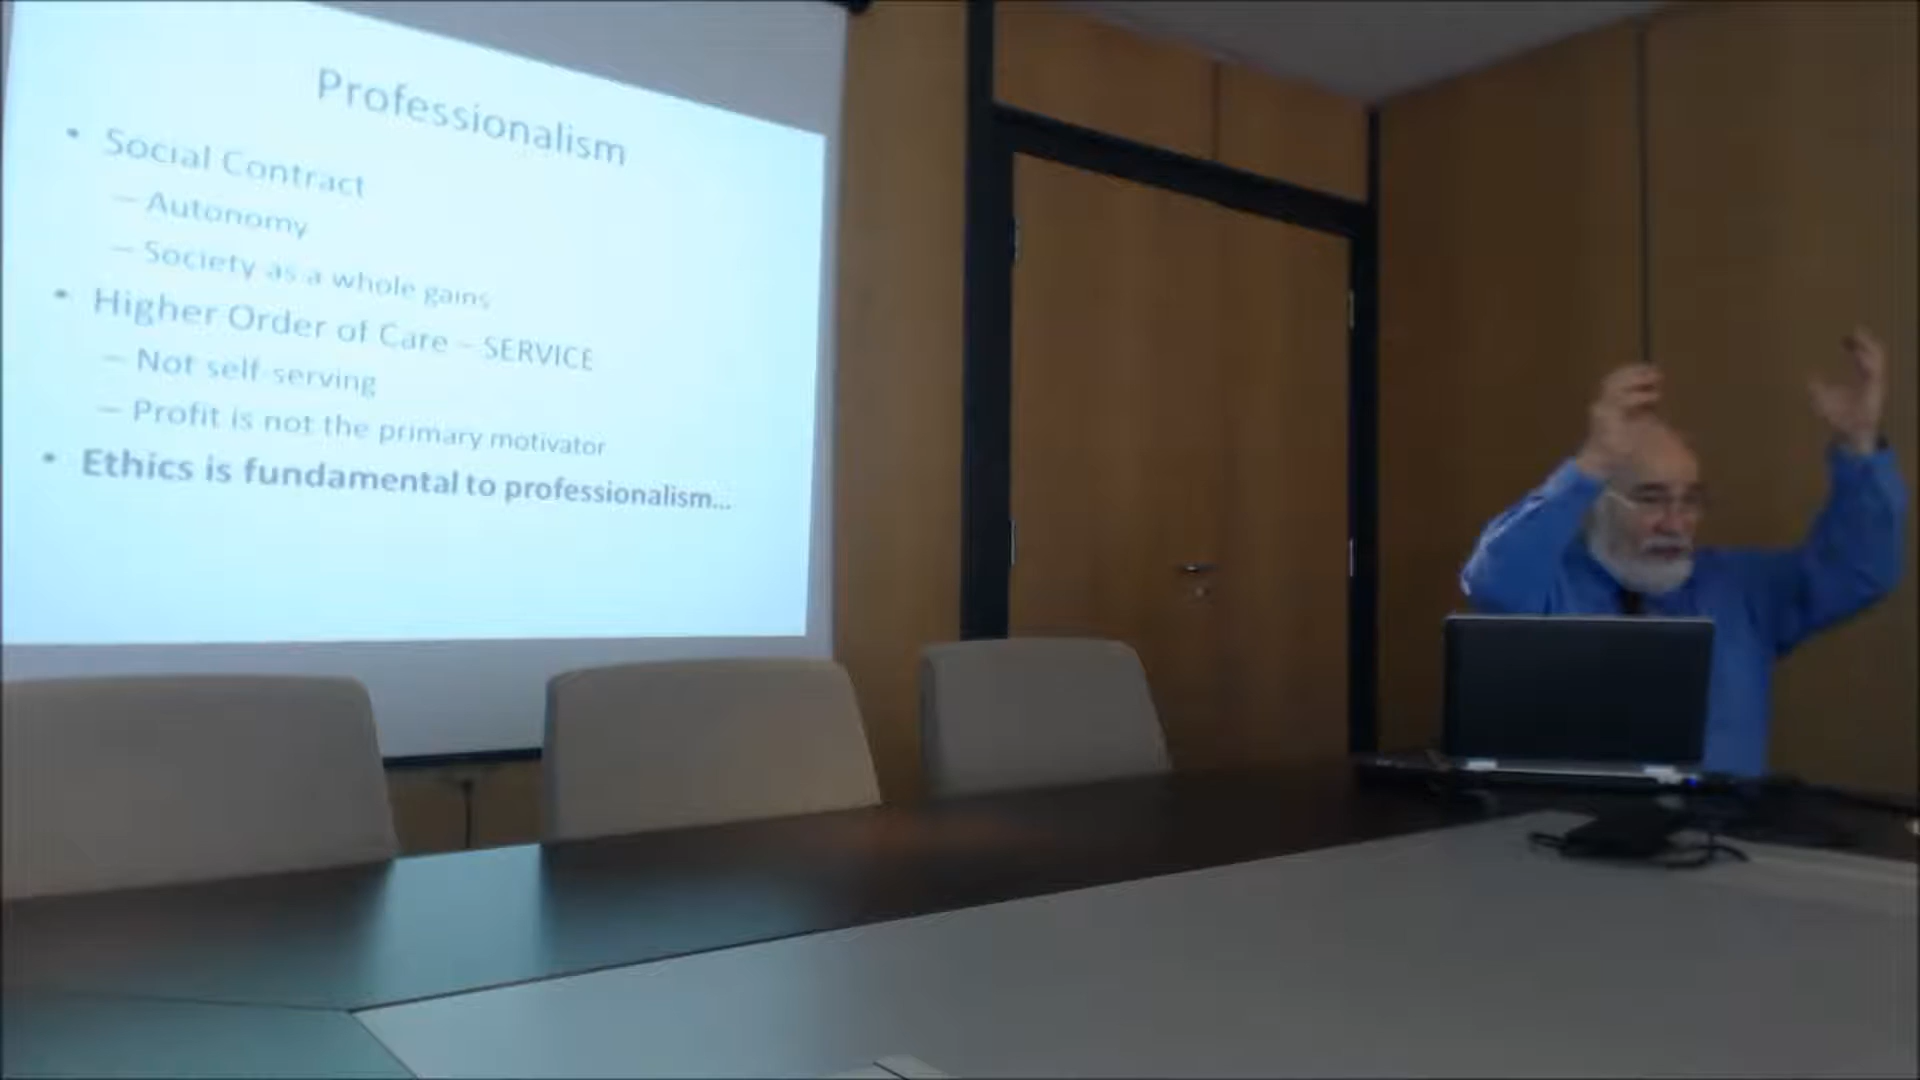 Professionalism
• Social Contract
– Autonomy
– Society as a whole gains
• Higher Order of Care – SERVICE
– Not self-serving
– Profit is not the primary motivator
• Ethics is fundamental to professionalism...